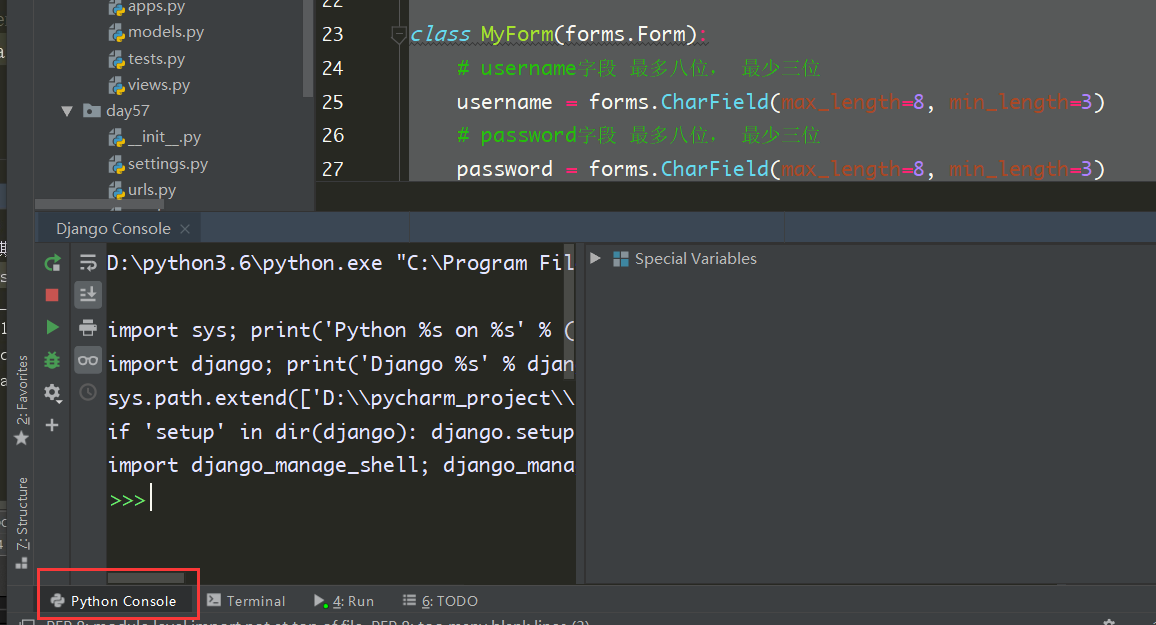 apps.py
models.py
tests.py
views.py
day57
__init__.py
settings.py
urls.py
22
23 class MyForm(forms.Form):
24 # username字段 最多八位， 最少三位
25 username = forms.CharField(max_length=8, min_length=3)
26 # password字段 最多八位， 最少三位
27 password = forms.CharField(max_length=8, min_length=3)
Django Console
D:\python3.6\python.exe "C:\Program Fil
import sys; print('Python %s on %s' % (
import django; print('Django %s' % djan
sys.path.extend(['D:\\pycharm_project\\
if 'setup' in dir(django): django.setup
import django_manage_shell; django_mana
>>>
Special Variables
2: Favorites
7: Structure
Python Console
Terminal
4: Run
6: TODO
PEP 8: module level import not at top of file. PEP 8: too many blank lines (3)